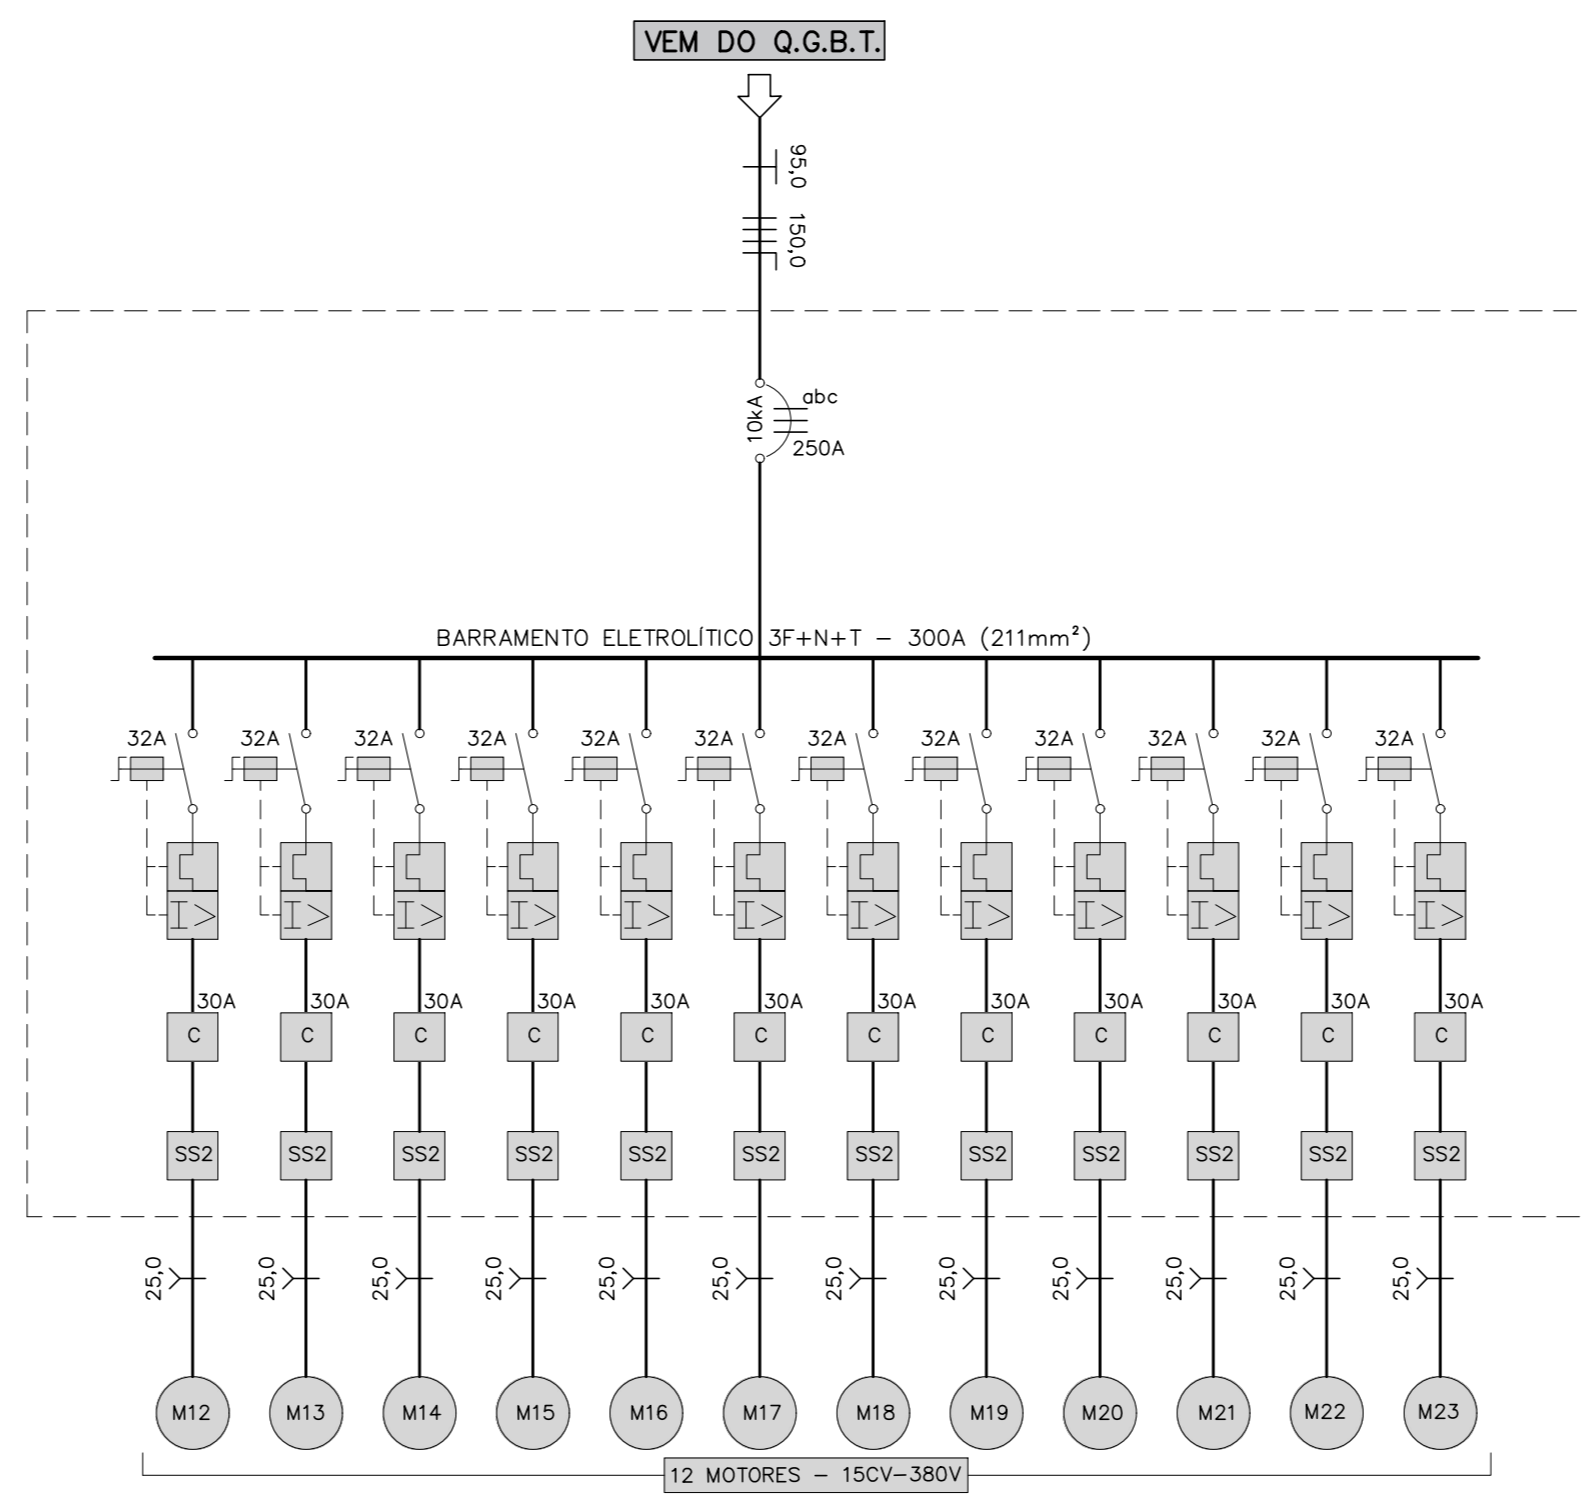 VEM DO Q.G.B.T.
95,0
150,0
10kA
abc
250A
BARRAMENTO ELETROLÍTICO 3F+N+T - 300A (211mm²)
32A 32A 32A 32A 32A 32A 32A 32A 32A 32A 32A 32A
I> I> I> I> I> I> I> I> I> I> I> I>
30A 30A 30A 30A 30A 30A 30A 30A 30A 30A 30A 30A
C C C C C C C C C C C C
SS2 SS2 SS2 SS2 SS2 SS2 SS2 SS2 SS2 SS2 SS2 SS2
25,0 25,0 25,0 25,0 25,0 25,0 25,0 25,0 25,0 25,0 25,0 25,0
M12 M13 M14 M15 M16 M17 M18 M19 M20 M21 M22 M23
12 MOTORES - 15CV-380V